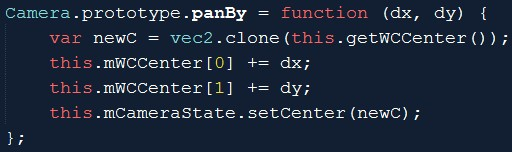 Camera.prototype.panBy = function (dx, dy) {
    var newC = vec2.clone(this.getWCCenter());
    this.mWCCenter[0] += dx;
    this.mWCCenter[1] += dy;
    this.mCameraState.setCenter(newC);
};